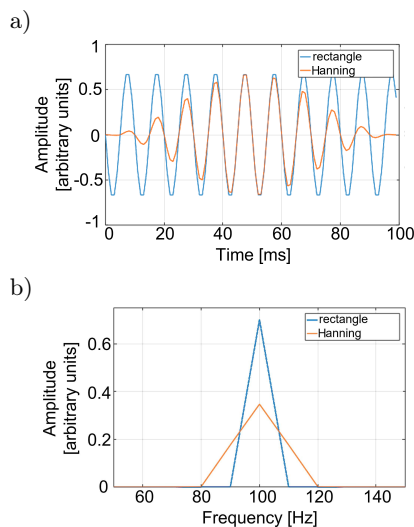 a)
1
0.5
0
-0.5
-1
Amplitude
[arbitrary units]
rectangle
Hanning
0 20 40 60 80 100
Time [ms]
b)
0.6
0.4
0.2
0
Amplitude
[arbitrary units]
rectangle
Hanning
60 80 100 120 140
Frequency [Hz]